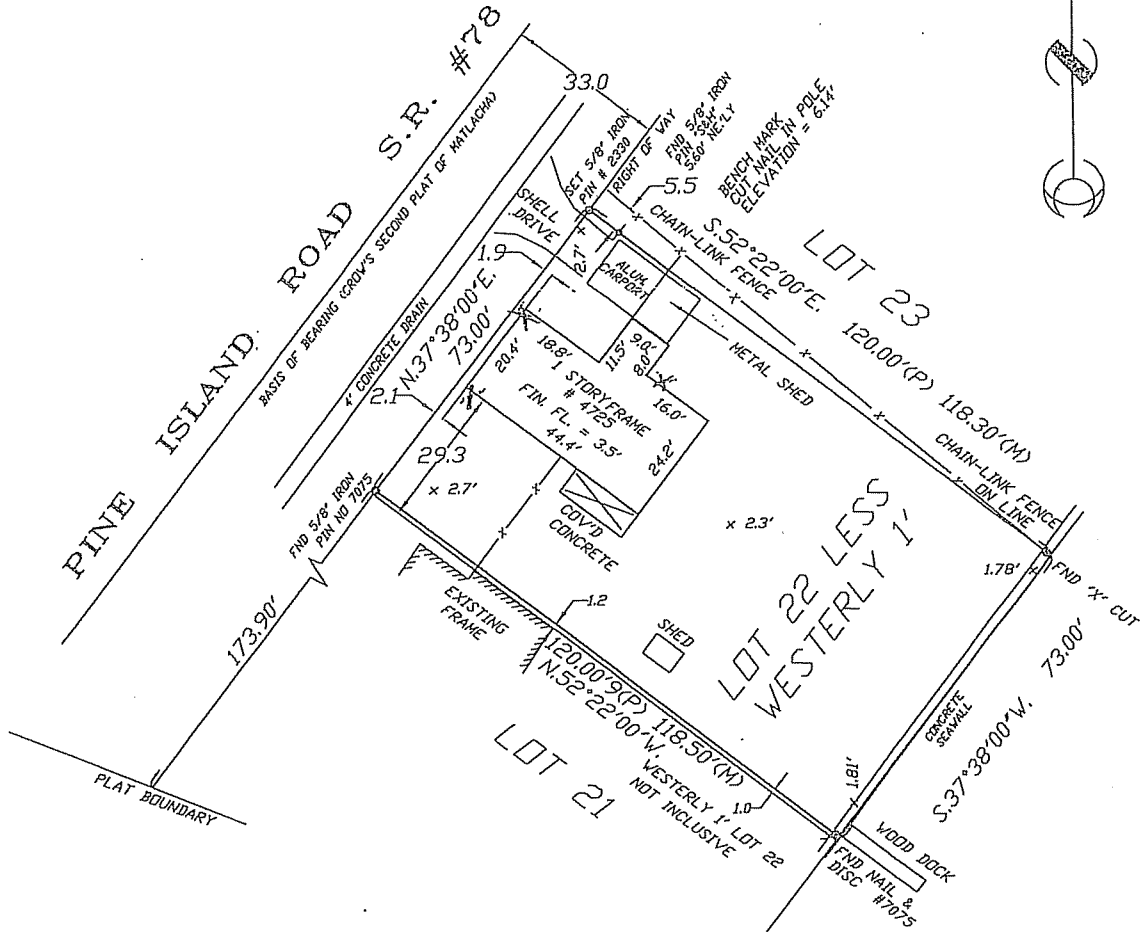 PINE ISLAND ROAD S.R. #78
BASIS OF BEARING (CROW'S SECOND PLAT OF MATLACHA)
4' CONCRETE DRAIN
33.0
SET 5/8" IRON
PIN # 2330
RIGHT OF WAY
FND 5/8" IRON
PIN "S&H"
5.60' NE'LY
BENCH MARK
CUT NAIL IN POLE
ELEVATION = 6.14'
5.5
SHELL
DRIVE
CHAIN-LINK FENCE
S.52°22'00"E. 120.00'(P) 118.30'(M)
LOT 23
1.9
2.7'
ALUM.
CARPORT
METAL SHED
N.37°38'00"E.
73.00'
20.4'
18.8'
11.5'
9.8'
8.0'
16.0'
1 STORY FRAME
# 4725
FIN. FL. = 3.5'
44.4'
24.2'
2.1
29.3
x 2.7'
COV'D
CONCRETE
x 2.3'
CHAIN-LINK FENCE
ON LINE
FND 5/8" IRON
PIN NO 7075
173.90'
PLAT BOUNDARY
EXISTING
FRAME
1.2
SHED
LOT 22 LESS
WESTERLY 1'
1.78'
FND "X" CUT
73.00'
S.37°38'00"W.
CONCRETE
SEAWALL
120.00'9(P) 118.50'(M)
N.52°22'00"W.
LOT 21
WESTERLY 1' LOT 22
NOT INCLUSIVE
1.0
1.81'
WOOD DOCK
FND NAIL &
DISC #7075